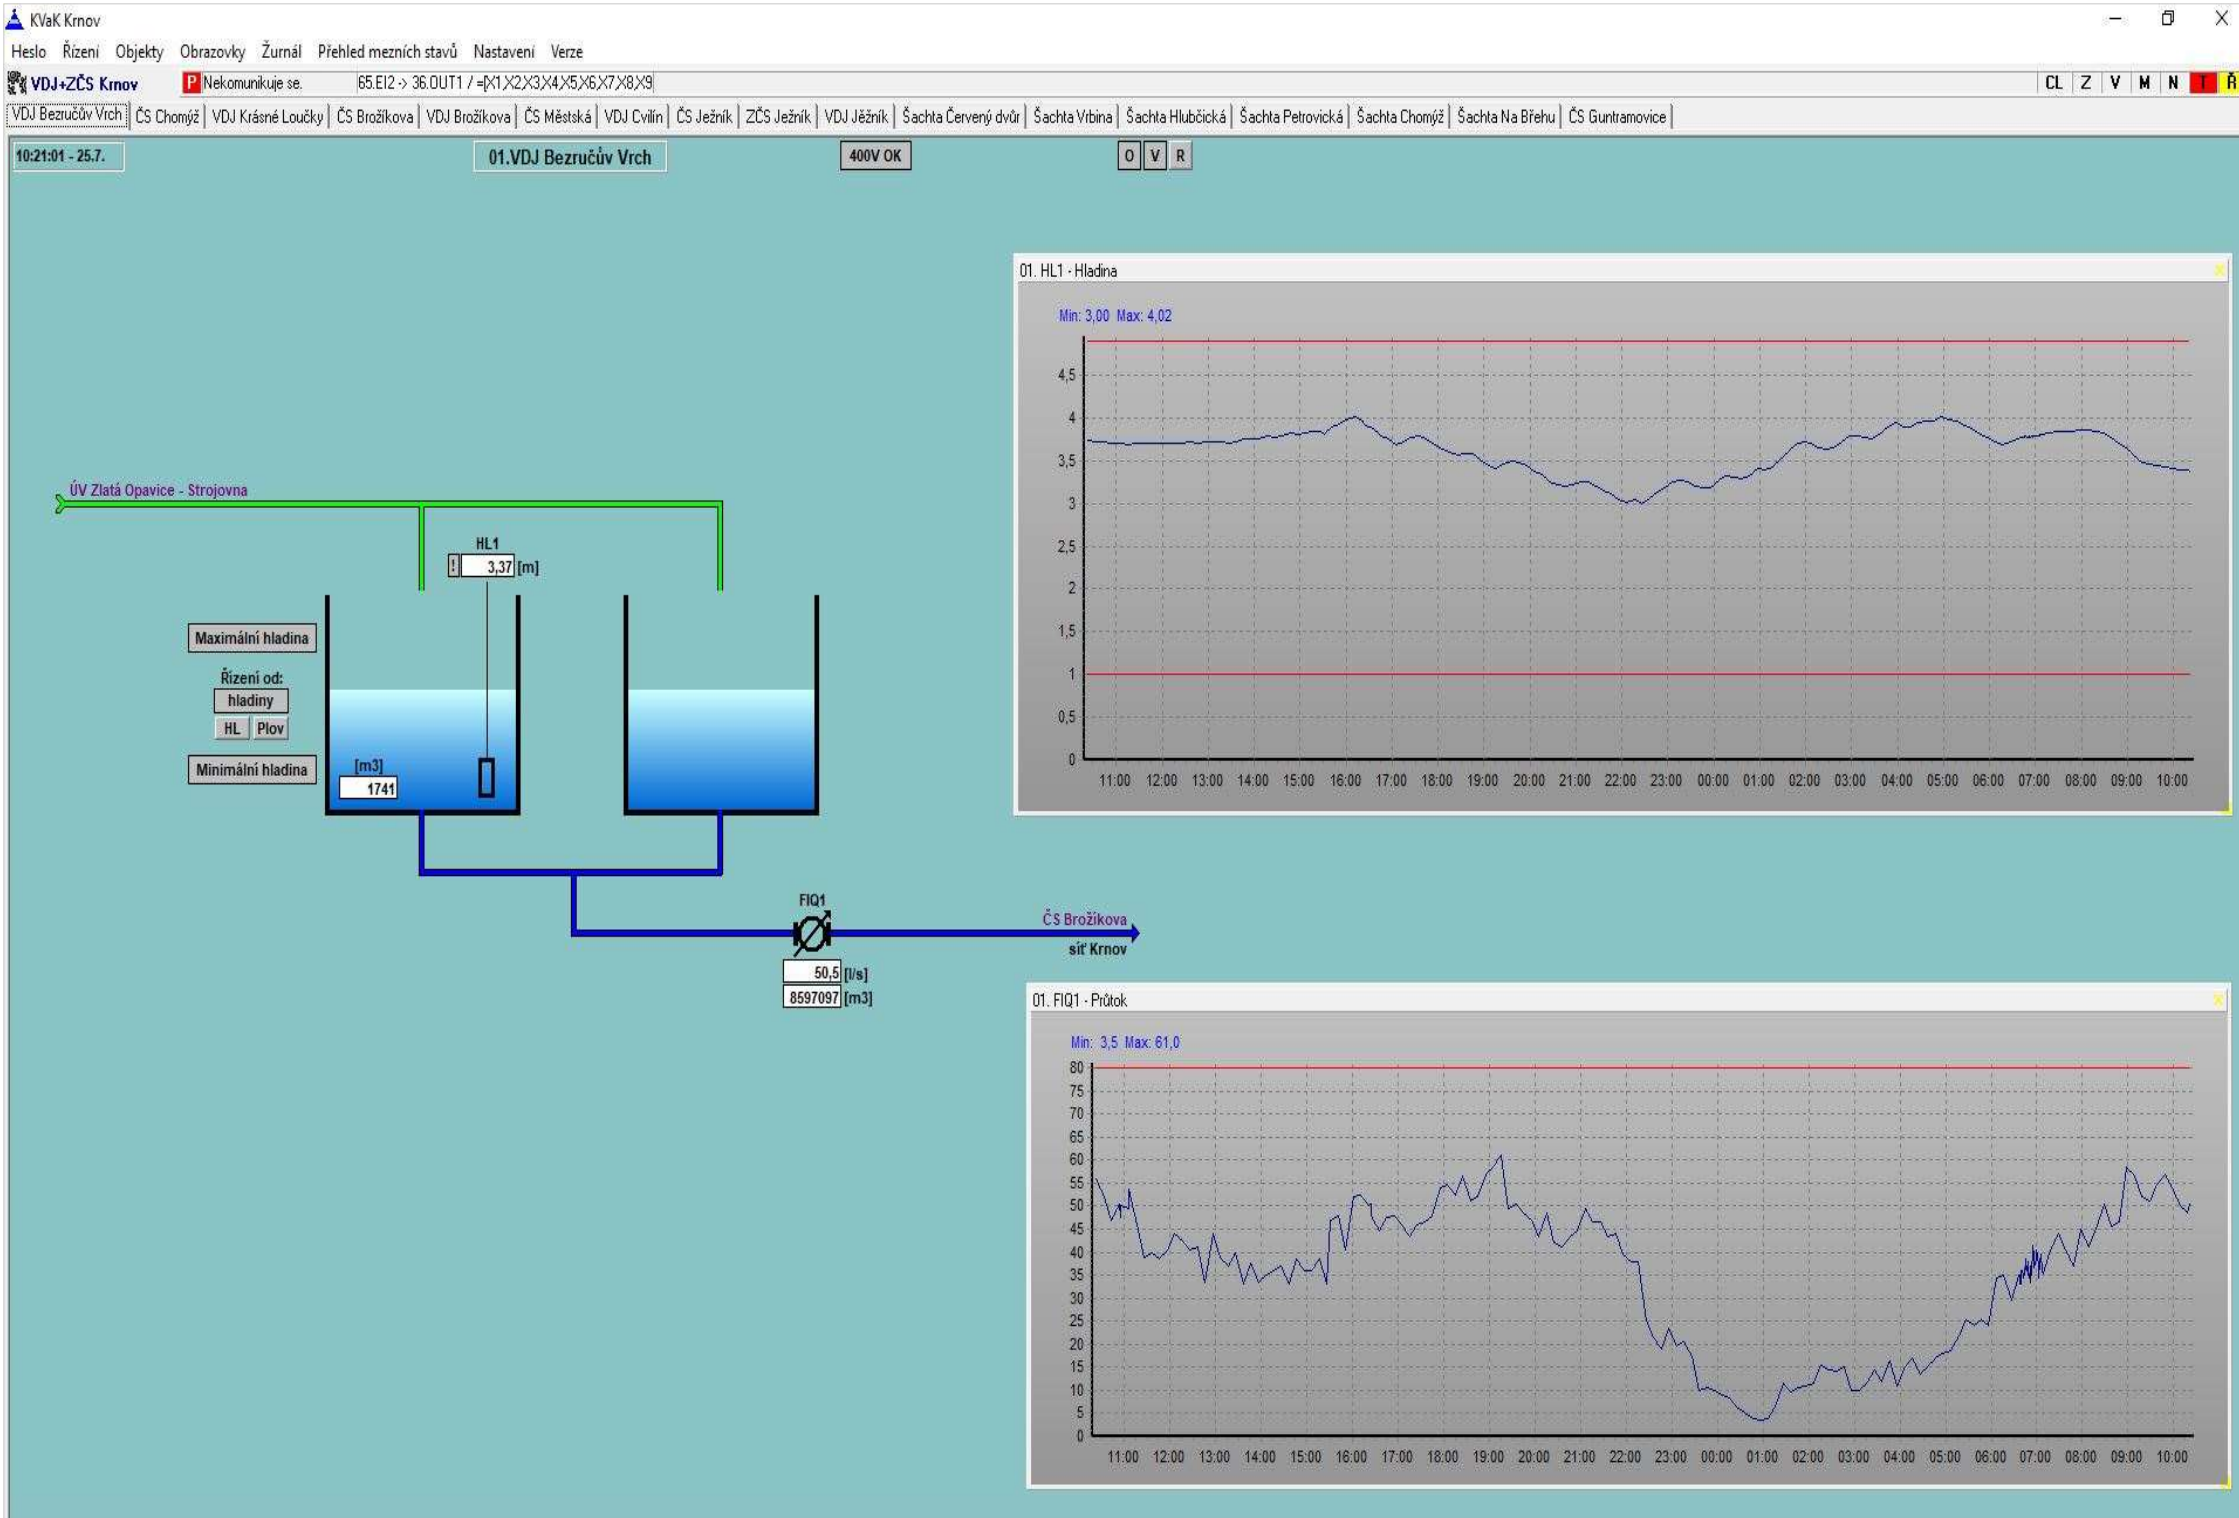 KVaK Krnov
Heslo Řízení Objekty Obrazovky Žurnál Přehled mezních stavů Nastavení Verze
VDJ+ZČS Krnov P Nekomunikuje se. 65.EI2 -> 36.OUT1 / =[X1,X2,X3,X4,X5,X6,X7,X8,X9 CL Z V M N T Ř
VDJ Bezručův Vrch ČS Chomýž VDJ Krásné Loučky ČS Brožíkova VDJ Brožíkova ČS Městská VDJ Cvilín ČS Ježník ZČS Ježník VDJ Jěžník Šachta Červený dvůr Šachta Vrbina Šachta Hlubčická Šachta Petrovická Šachta Chomýž Šachta Na Břehu ČS Guntramovice
10:21:01 - 25.7. 01.VDJ Bezručův Vrch 400V OK O V R
01. HL1 - Hladina X
Min: 3,00 Max: 4,02
4,5
4
3,5
3
2,5
2
1,5
1
0,5
0
11:00 12:00 13:00 14:00 15:00 16:00 17:00 18:00 19:00 20:00 21:00 22:00 23:00 00:00 01:00 02:00 03:00 04:00 05:00 06:00 07:00 08:00 09:00 10:00
ÚV Zlatá Opavice - Strojovna
HL1
! 3,37 [m]
Maximální hladina
Řízení od:
hladiny
HL Plov
Minimální hladina
[m3]
1741
FIQ1
50,5 [l/s]
8597097 [m3]
ČS Brožíkova
síť Krnov
01. FIQ1 - Průtok X
Min: 3,5 Max: 61,0
80
75
70
65
60
55
50
45
40
35
30
25
20
15
10
5
0
11:00 12:00 13:00 14:00 15:00 16:00 17:00 18:00 19:00 20:00 21:00 22:00 23:00 00:00 01:00 02:00 03:00 04:00 05:00 06:00 07:00 08:00 09:00 10:00